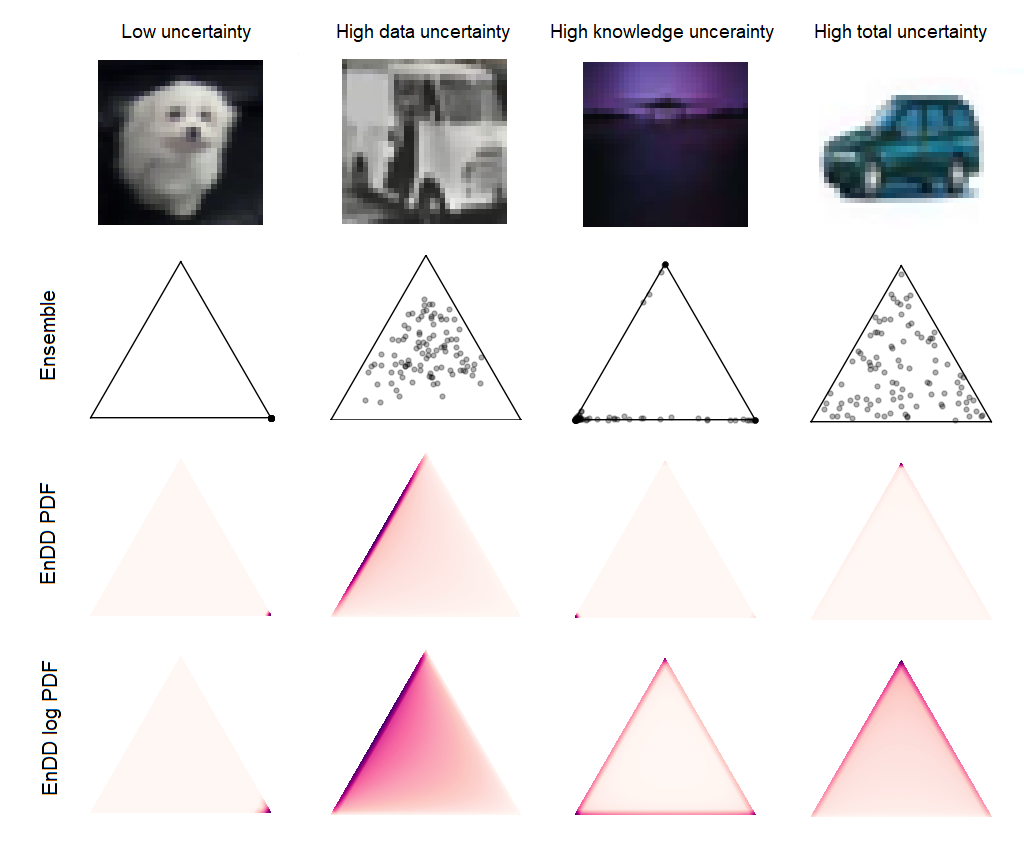 Low uncertainty
High data uncertainty
High knowledge uncerainty
High total uncertainty
Ensemble
EnDD PDF
EnDD log PDF